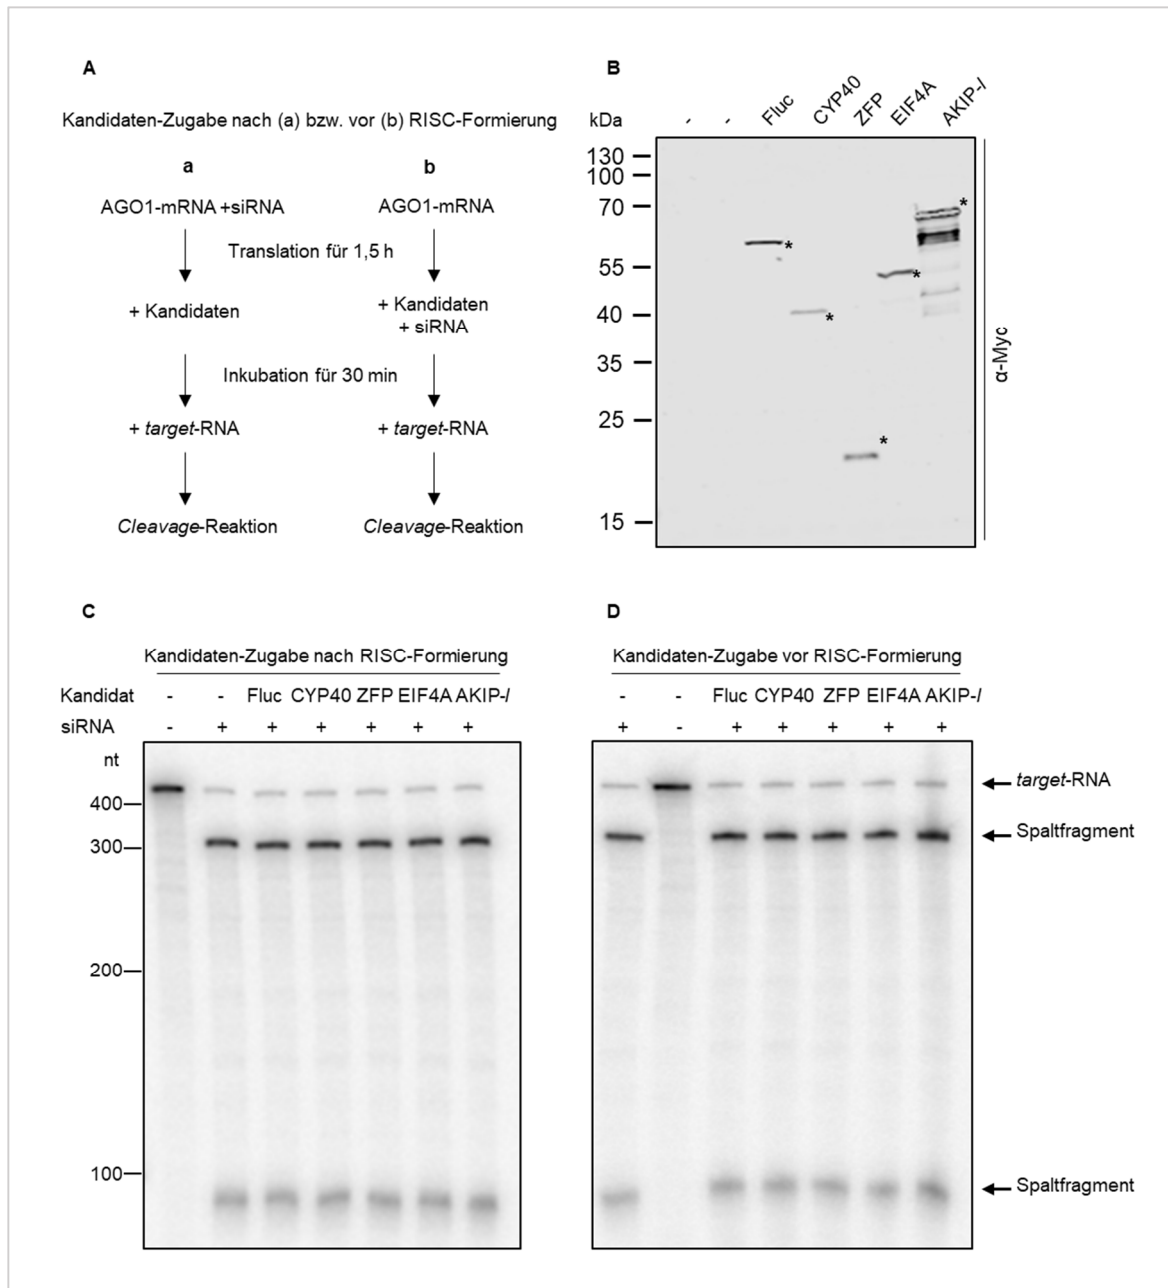 A
Kandidaten-Zugabe nach (a) bzw. vor (b) RISC-Formierung
a b
AGO1-mRNA +siRNA AGO1-mRNA
Translation für 1,5 h
+ Kandidaten + Kandidaten
+ siRNA
Inkubation für 30 min
+ target-RNA + target-RNA
Cleavage-Reaktion Cleavage-Reaktion
B
kDa - - Fluc CYP40 ZFP EIF4A AKIP-l
130
100
70 *
* 55 *
40 *
35
25 *
15
α-Myc
C
Kandidaten-Zugabe nach RISC-Formierung
Kandidat - - Fluc CYP40 ZFP EIF4A AKIP-l
siRNA - + + + + + +
nt
400
300
200
100
D
Kandidaten-Zugabe vor RISC-Formierung
- - Fluc CYP40 ZFP EIF4A AKIP-l
+ - + + + + +
target-RNA
Spaltfragment
Spaltfragment